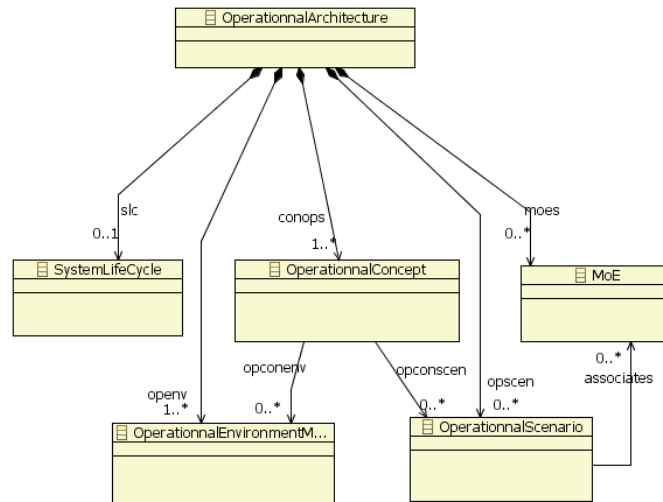 OperationnalArchitecture
slc
0..1
conops
1..*
moes
0..*
SystemLifeCycle
OperationnalConcept
MoE
openv
1..*
opconenv
0..*
opconscen
0..*
opscen
0..*
0..*
associates
OperationnalEnvironmentM...
OperationnalScenario